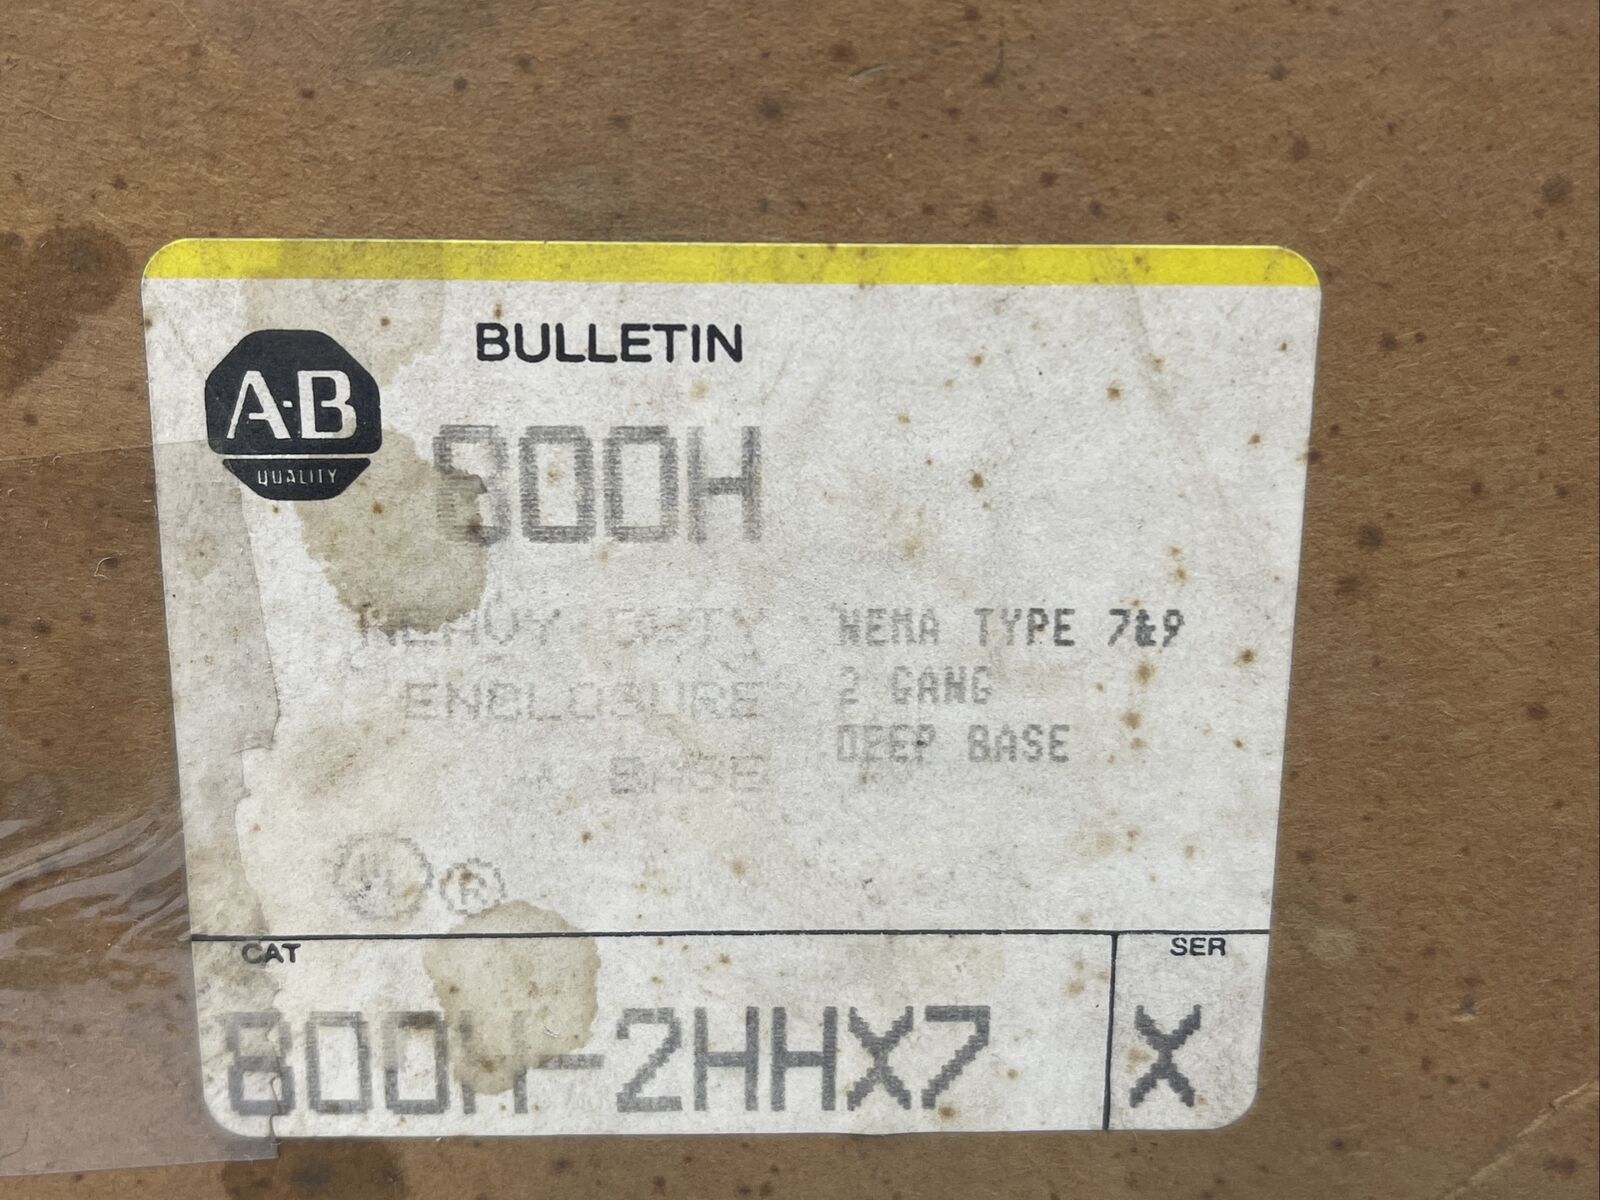 A-B
QUALITY
BULLETIN
800H
HEAVY DUTY
ENCLOSURE
BASE
NEMA TYPE 7&9
2 GANG
DEEP BASE
UL R
CAT
800H-2HHX7
SER
X